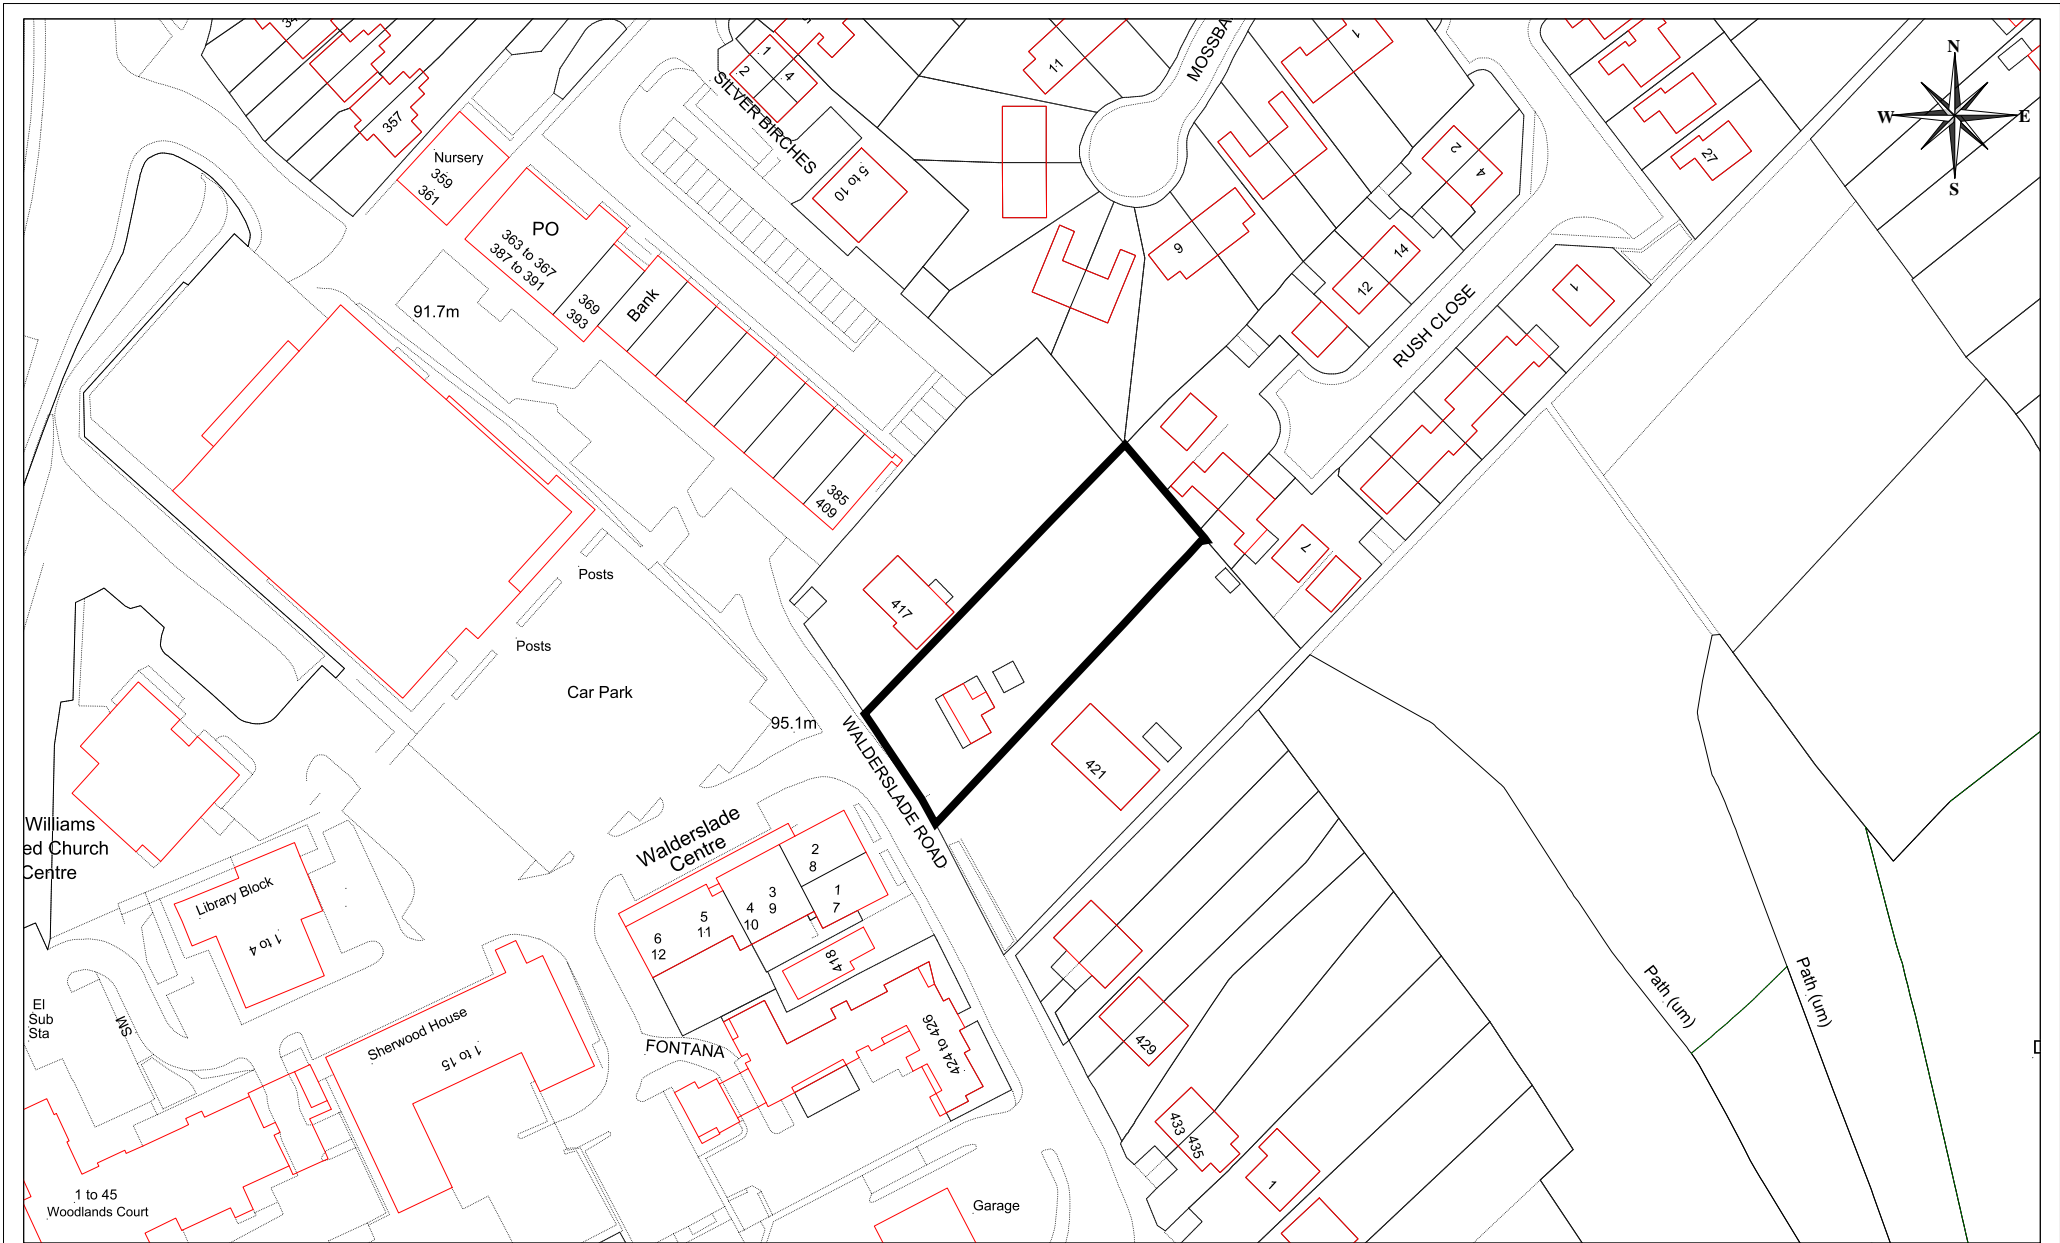 1
2
4
SILVER BIRCHES
11
MOSSBA
1
N
W
E
S
357
Nursery
359
361
5 to 10
2
4
27
PO
363 to 367
387 to 391
9
14
12
1
91.7m
369
393
Bank
RUSH CLOSE
385
409
7
Posts
417
Posts
Car Park
95.1m
WALDERSLADE ROAD
421
Williams
ed Church
Centre
Walderslade
Centre
2
8
1
7
3
9
4
10
5
11
6
12
Library Block
1 to 4
418
Path (um)
Path (um)
El
Sub
Sta
SM
Sherwood House
1 to 15
FONTANA
424 to 426
429
433
435
1
1 to 45
Woodlands Court
Garage